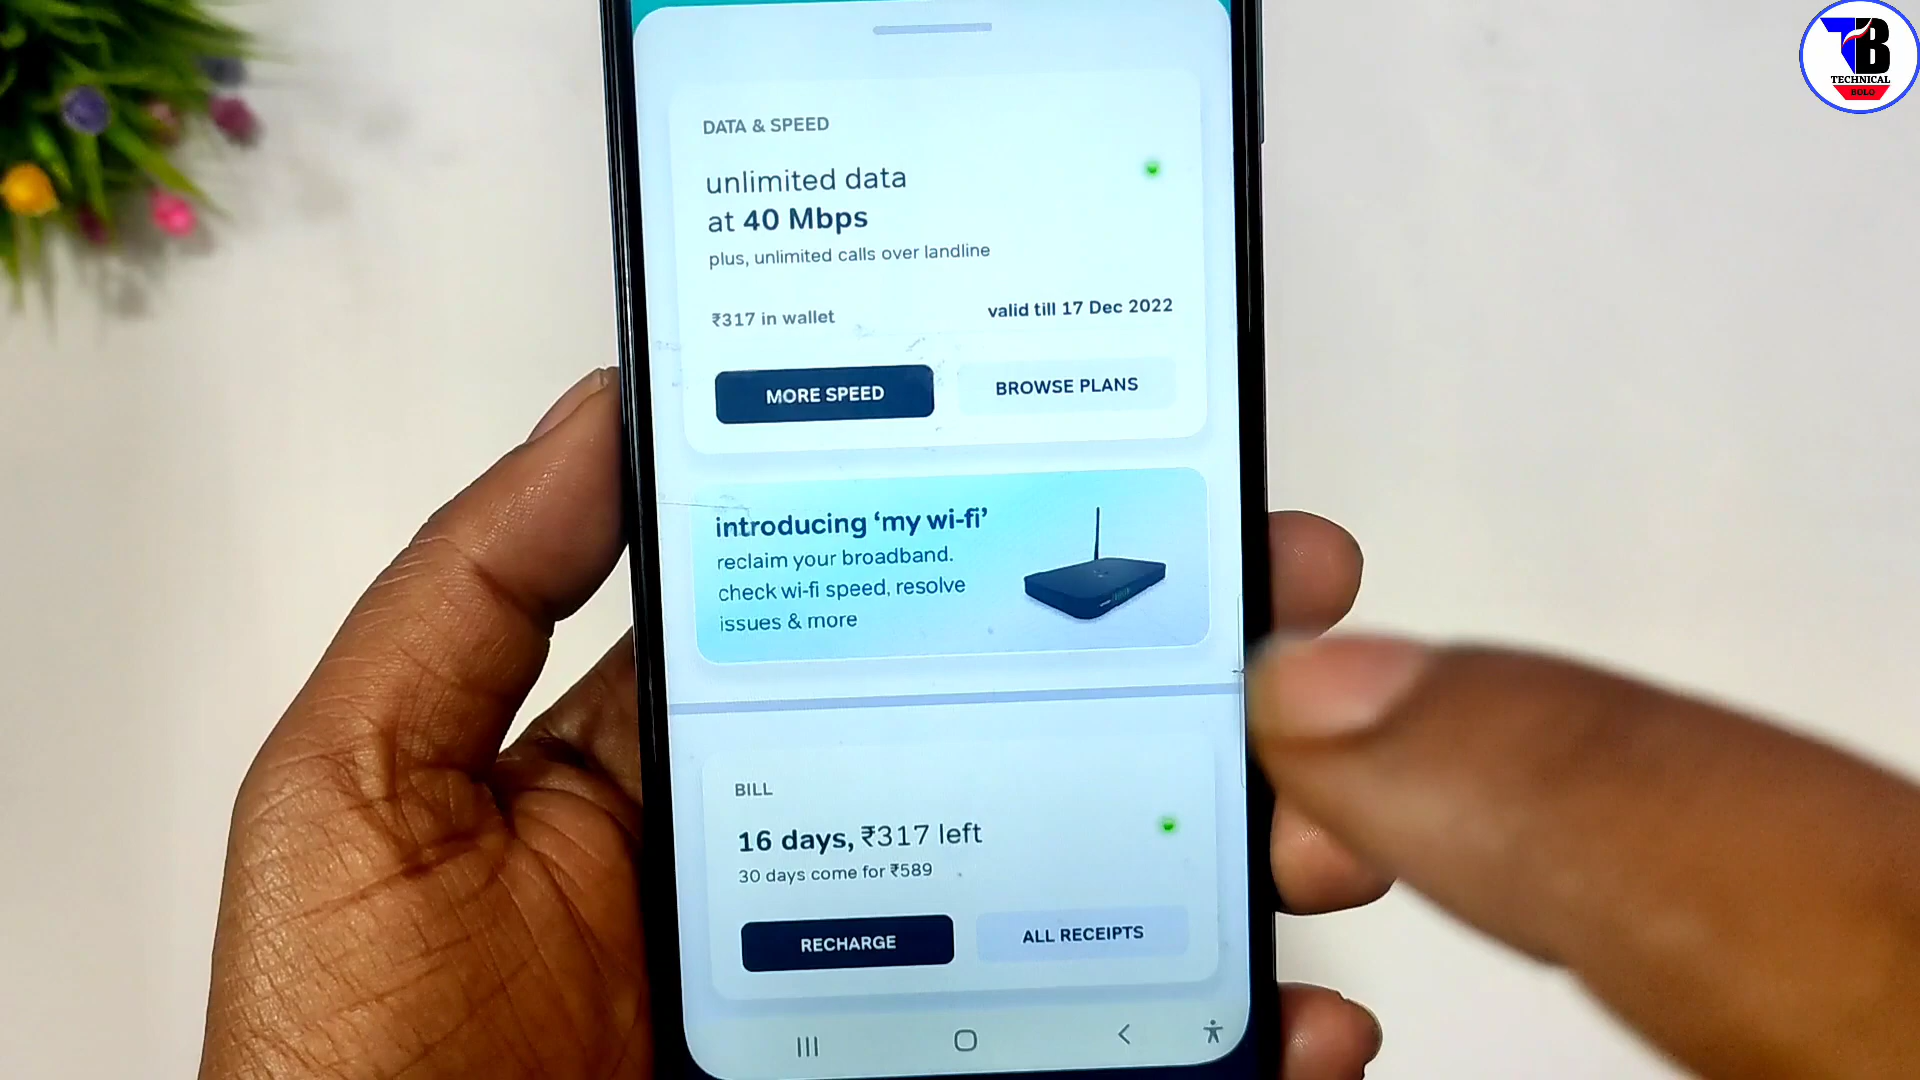 TB
TECHNICAL
BOLO
DATA & SPEED
unlimited data
at 40 Mbps
plus, unlimited calls over landline
₹317 in wallet
valid till 17 Dec 2022
MORE SPEED
BROWSE PLANS
introducing ‘my wi-fi’
reclaim your broadband.
check wi-fi speed, resolve
issues & more
BILL
16 days, ₹317 left
30 days come for ₹589
RECHARGE
ALL RECEIPTS